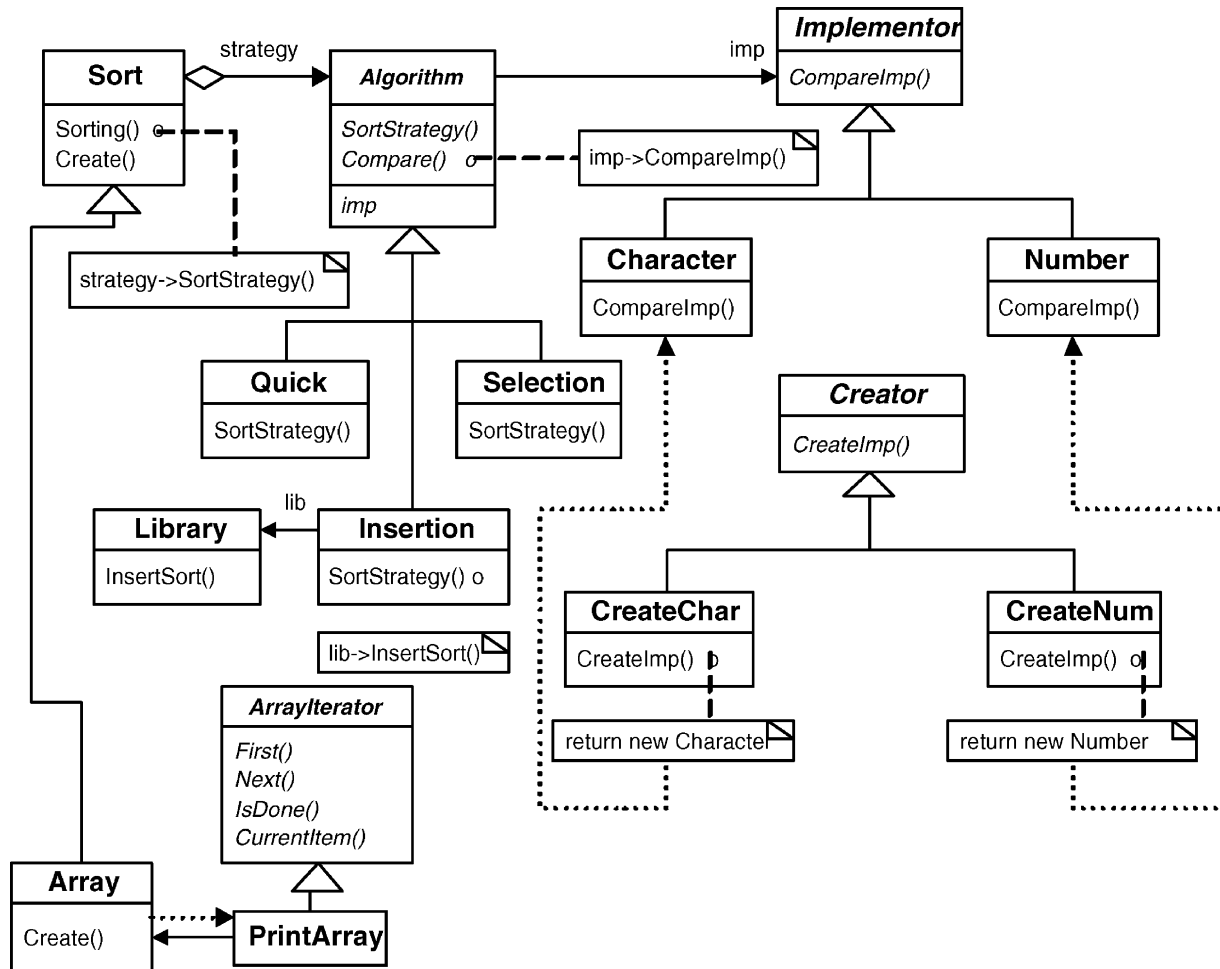 strategy
imp
Sort
Sorting() o
Create()
Algorithm
SortStrategy()
Compare() o
imp
Implementor
CompareImp()
imp->CompareImp()
strategy->SortStrategy()
Character
CompareImp()
Number
CompareImp()
Quick
SortStrategy()
Selection
SortStrategy()
Creator
CreateImp()
lib
Library
InsertSort()
Insertion
SortStrategy() o
lib->InsertSort()
CreateChar
CreateImp() o
CreateNum
CreateImp() o
return new Character
return new Number
ArrayIterator
First()
Next()
IsDone()
CurrentItem()
Array
Create()
PrintArray